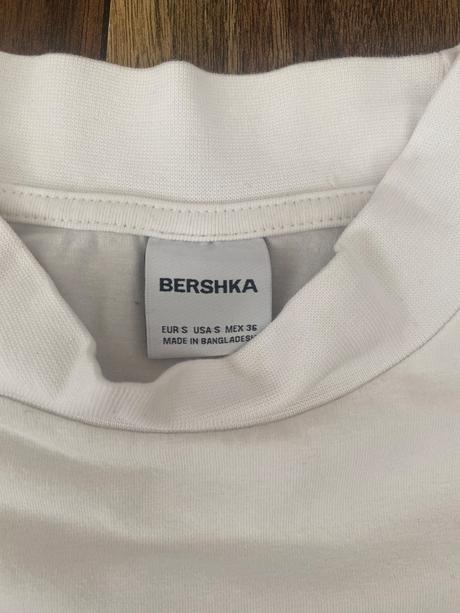 BERSHKA
EUR S USA S MEX 36
MADE IN BANGLADESH